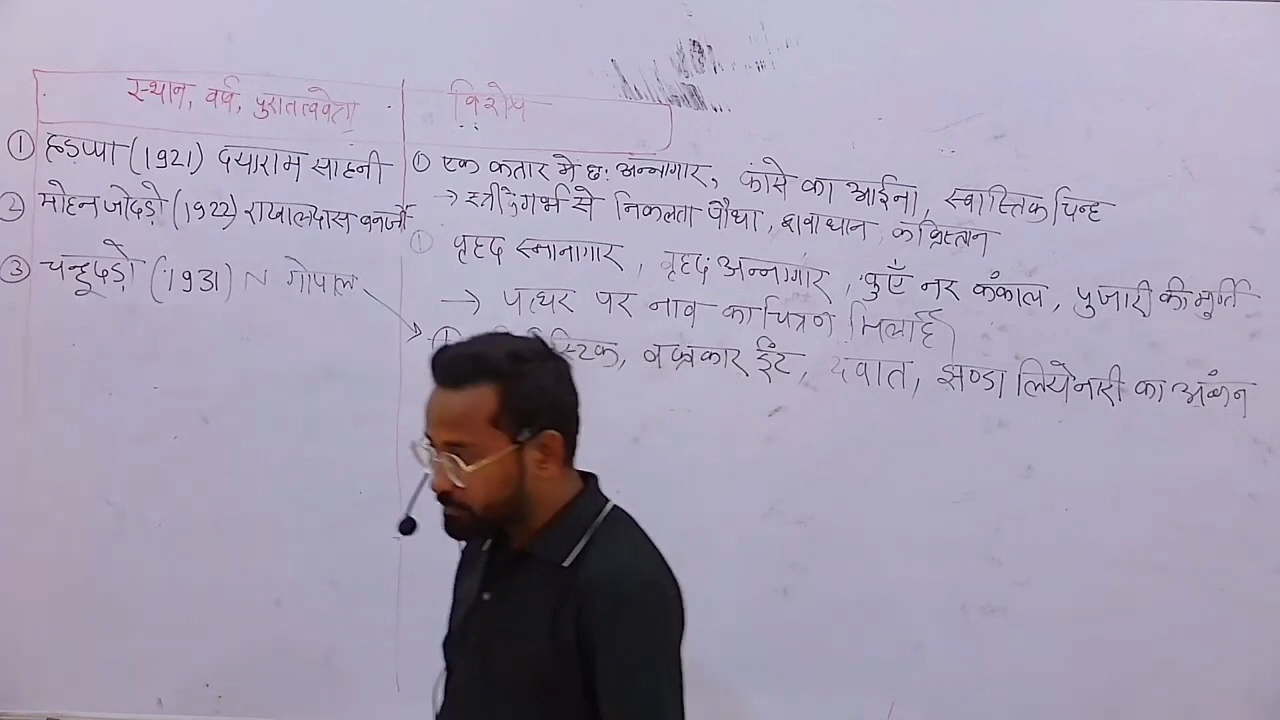 स्थान, वर्ष, पुरातत्ववेता
विशेष
① हड़प्पा (1921) दयाराम साहनी
① एक कतार में छः अन्नागार, कांसे का आईना, स्वास्तिक चिन्ह
→ स्त्री के गर्भ से निकलता पौधा, शवाधान, कब्रिस्तान
② मोहनजोदड़ो (1922) राखालदास बनर्जी
① वृहद स्नानागार, वृहद अन्नागार, कुएँ नर कंकाल, पुजारी की मूर्ति
→ पत्थर पर नाव का चित्रण मिला है
③ चन्हूदड़ो (1931) N गोपाल
स्टिक, वक्रकार ईंट, दवात, झण्डा लिये नारी का अंकन